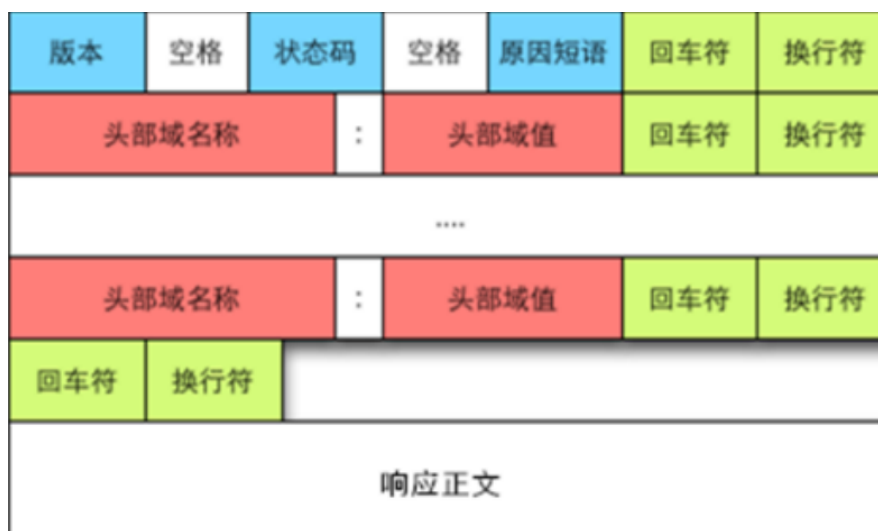 版本 空格 状态码 空格 原因短语 回车符 换行符
头部域名称 : 头部域值 回车符 换行符
....
头部域名称 : 头部域值 回车符 换行符
回车符 换行符
响应正文